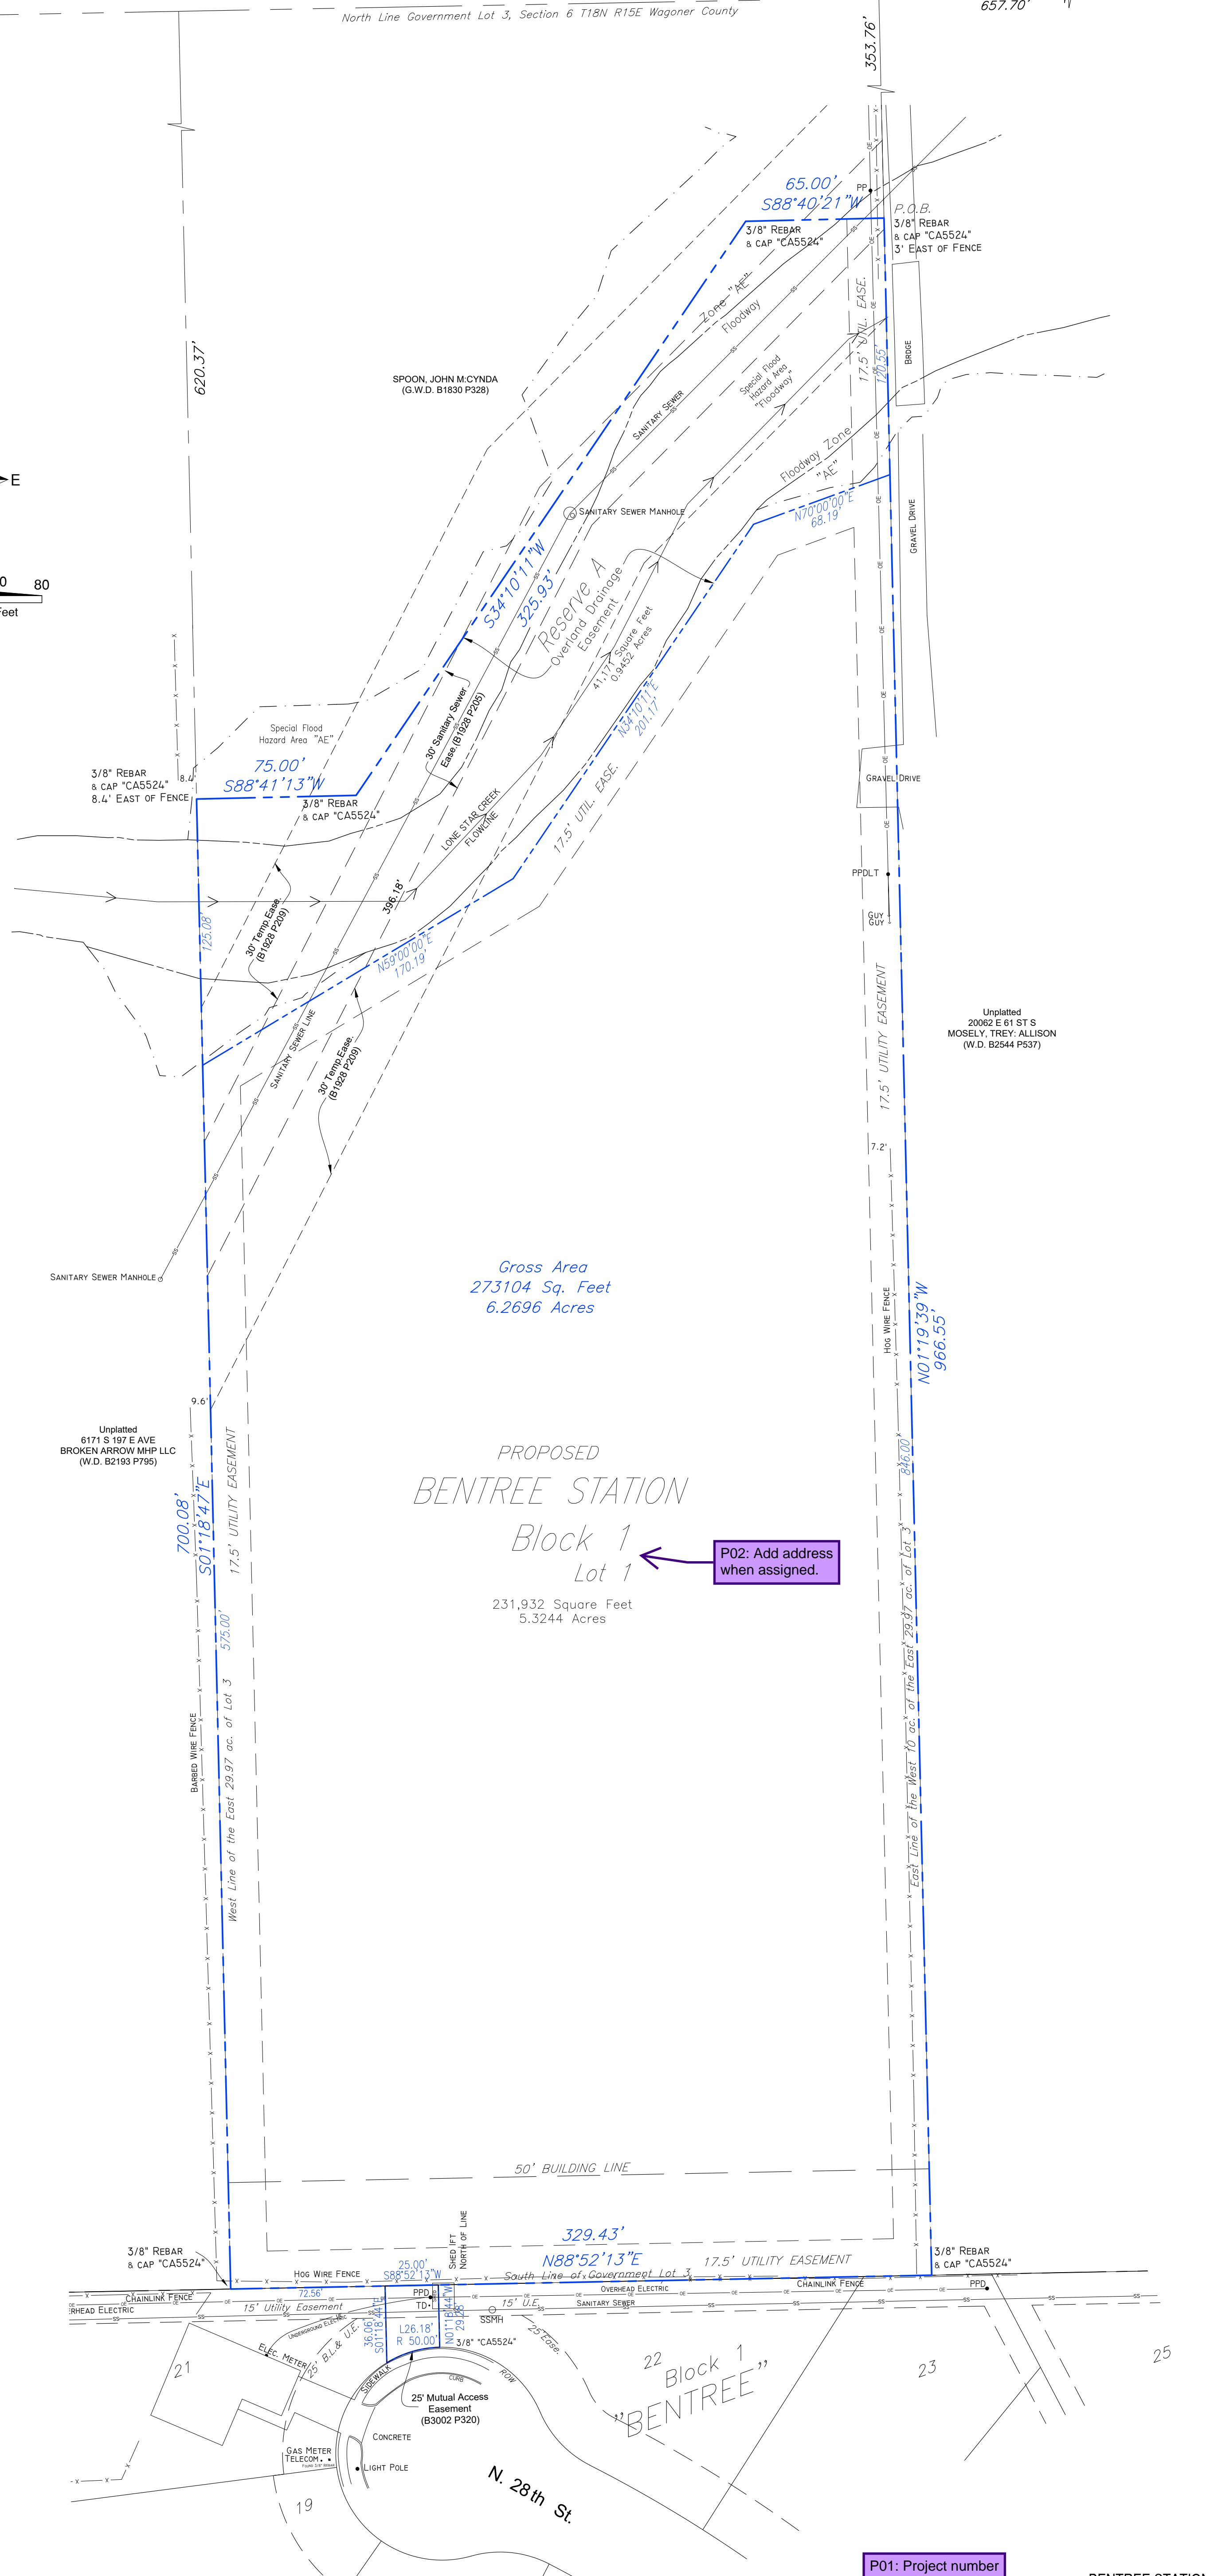 North Line Government Lot 3, Section 6 T18N R15E Wagoner County
657.70'
353.76'
620.37'
65.00'
S88°40'21"W
PP
P.O.B.
3/8" REBAR
& CAP "CA5524"
3' EAST OF FENCE
3/8" REBAR
& CAP "CA5524"
Zone "AE"
Floodway
17.5' UTIL. EASE.
120.55'
BRDGE
SPOON, JOHN M:CYNDA
(G.W.D. B1830 P328)
Special Flood
Hazard Area
"Floodway"
SANITARY SEWER
Floodway Zone
"AE"
E
N70°00'00"E
68.19'
SANITARY SEWER MANHOLE
GRAVEL DRIVE
0 80
Feet
S34°10'11"W
325.93'
Reserve A
Overland Drainage
Easement
41,171 Square Feet
0.9452 Acres
N34°10'11"E
201.17'
30' Sanitary Sewer
Ease.(B1928 P205)
Special Flood
Hazard Area "AE"
75.00'
S88°41'13"W
3/8" REBAR
& CAP "CA5524"
8.4' EAST OF FENCE
8.4'
3/8" REBAR
& CAP "CA5524"
GRAVEL DRIVE
17.5' UTIL. EASE.
LONE STAR CREEK
FLOWLINE
PPDLT
GUY
GUY
396.18'
30' Temp.Ease.
(B1928 P209)
125.08'
N59°00'00"E
170.19'
SANITARY SEWER LINE
30' Temp.Ease.
(B1928 P209)
17.5' UTILITY EASEMENT
Unplatted
20062 E 61 ST S
MOSELY, TREY: ALLISON
(W.D. B2544 P537)
7.2'
SANITARY SEWER MANHOLE
Gross Area
273104 Sq. Feet
6.2696 Acres
HOG WIRE FENCE
N01°19'39"W
966.55'
9.6'
Unplatted
6171 S 197 E AVE
BROKEN ARROW MHP LLC
(W.D. B2193 P795)
17.5' UTILITY EASEMENT
700.08'
S01°18'47"E
846.00'
PROPOSED
BENTREE STATION
Block 1
Lot 1
231,932 Square Feet
5.3244 Acres
P02: Add address
when assigned.
575.00'
BARBED WIRE FENCE
West Line of the East 29.97 ac. of Lot 3
East Line of the West 10 ac. of the East 29.97 ac. of Lot 3
50' BUILDING LINE
3/8" REBAR
& CAP "CA5524"
SHED 1FT
NORTH OF LINE
329.43'
N88°52'13"E
17.5' UTILITY EASEMENT
3/8" REBAR
& CAP "CA5524"
25.00'
S88°52'13"W
HOG WIRE FENCE
South Line of Government Lot 3
CHAINLINK FENCE
72.56'
PPD
OVERHEAD ELECTRIC
CHAINLINK FENCE
PPD
ERHEAD ELECTRIC
15' Utility Easement
TD
15' U.E.
SANITARY SEWER
SSMH
36.06'
S01°18'47"E
N01°18'44"W
29.28'
UNDERGROUND ELECTRIC
L26.18'
R 50.00'
3/8" "CA5524"
25' Ease.
25' B.L.& U.E.
ELEC. METER
21
SIDEWALK
CURB
ROW
22
Block 1
"BENTREE"
23
25
25' Mutual Access
Easement
(B3002 P320)
CONCRETE
GAS METER
TELECOM.
LIGHT POLE
N. 28th St.
19
P01: Project number
BENTREE STATION